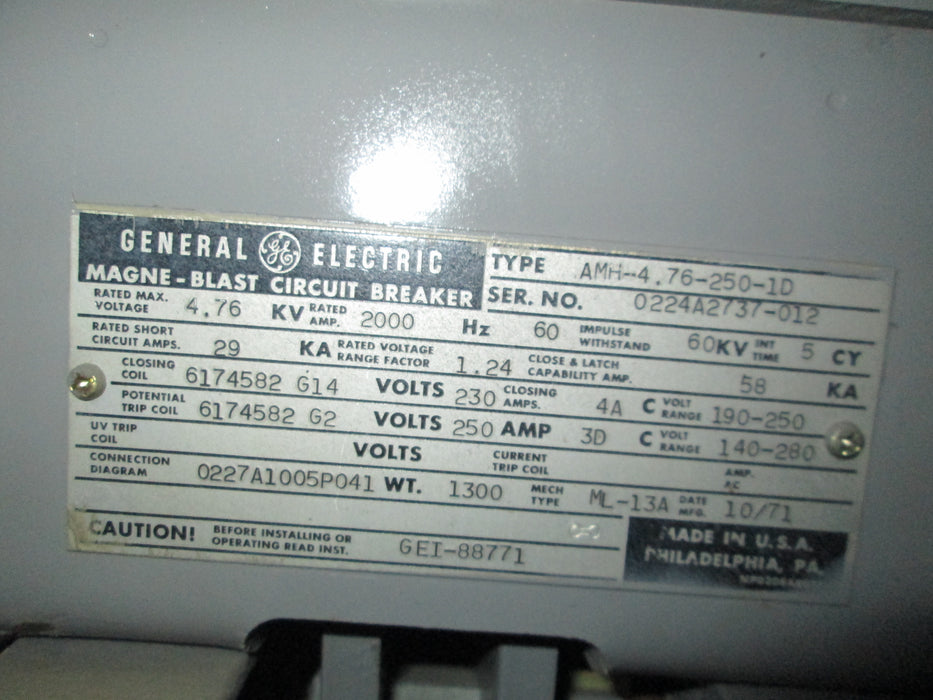 GENERAL GE ELECTRIC
MAGNE-BLAST CIRCUIT BREAKER
TYPE AMH-4.76-250-1D
SER. NO. 0224A2737-012
RATED MAX. VOLTAGE 4.76 KV RATED AMP. 2000 Hz 60 IMPULSE WITHSTAND 60KV INT TIME 5 CY
RATED SHORT CIRCUIT AMPS. 29 KA RATED VOLTAGE RANGE FACTOR 1.24 CLOSE & LATCH CAPABILITY AMP. 58 KA
CLOSING COIL 6174582 G14 VOLTS 230 CLOSING AMPS. 4A C VOLT RANGE 190-250
POTENTIAL TRIP COIL 6174582 G2 VOLTS 250 AMP 3D C VOLT RANGE 140-280
UV TRIP COIL VOLTS CURRENT TRIP COIL AMP. AC
CONNECTION DIAGRAM 0227A1005P041 WT. 1300 MECH TYPE ML-13A DATE MFG. 10/71
CAUTION! BEFORE INSTALLING OR OPERATING READ INST. GEI-88771
MADE IN U.S.A.
PHILADELPHIA, PA.